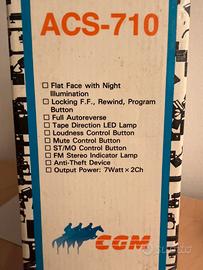 ACS-710
Flat Face with Night
Illumination
Locking F.F., Rewind, Program
Button
Full Autoreverse
Tape Direction LED Lamp
Loudness Control Button
Mute Control Button
ST/MO Control Button
FM Stereo Indicator Lamp
Anti-Theft Device
Output Power: 7Watt × 2Ch
CGM
subito